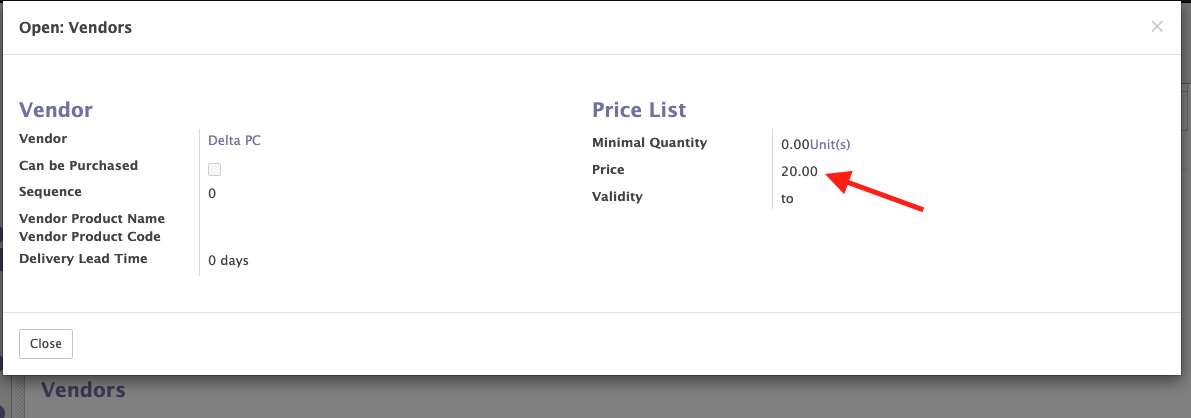 Open: Vendors
×
Vendor
Vendor Delta PC
Can be Purchased
Sequence 0
Vendor Product Name
Vendor Product Code
Delivery Lead Time 0 days
Price List
Minimal Quantity 0.00Unit(s)
Price 20.00
Validity to
Close
Vendors